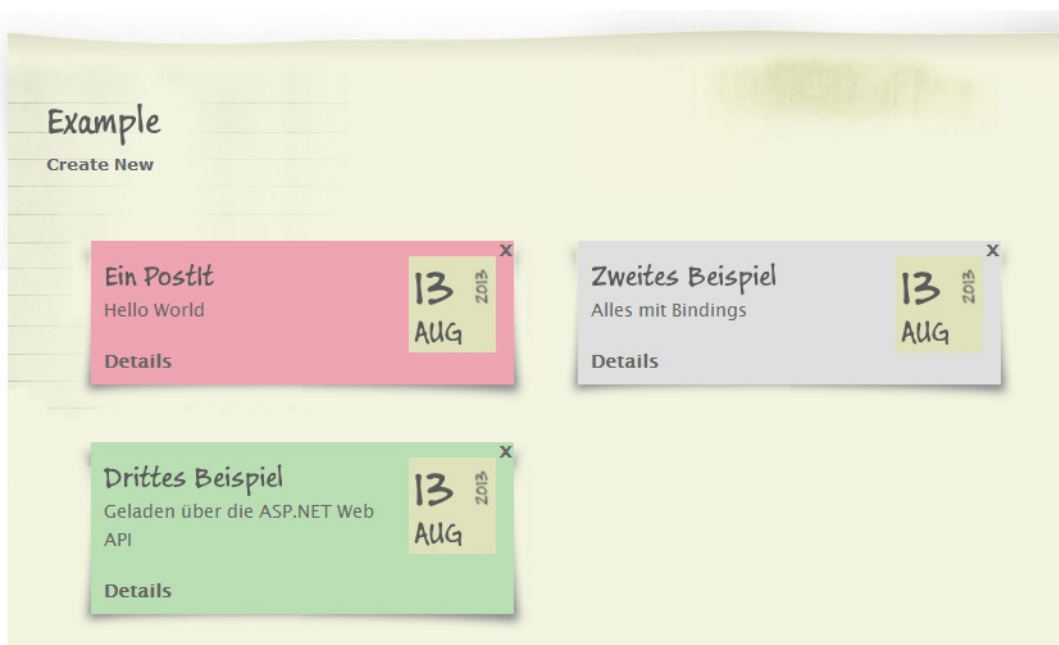 Example
Create New
x
Ein PostIt
Hello World
13
2013
AUG
Details
x
Zweites Beispiel
Alles mit Bindings
13
2013
AUG
Details
x
Drittes Beispiel
Geladen über die ASP.NET Web
API
13
2013
AUG
Details